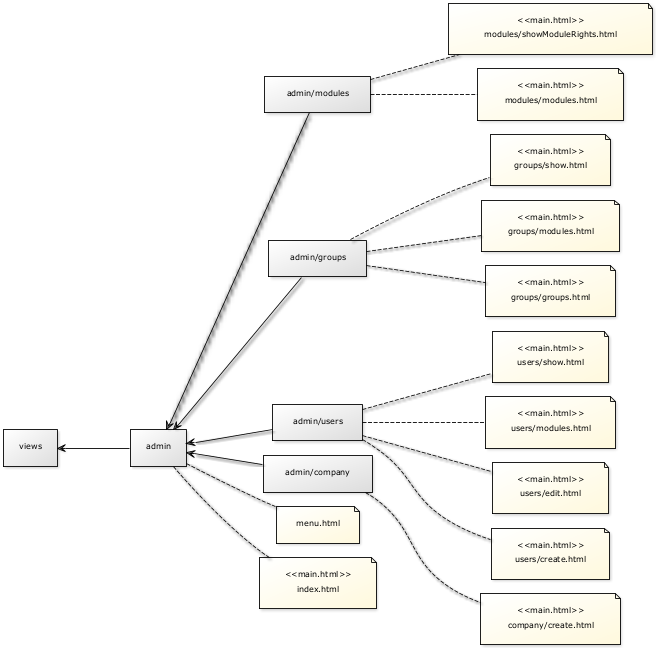 <<main.html>>
modules/showModuleRights.html
<<main.html>>
modules/modules.html
admin/modules
<<main.html>>
groups/show.html
<<main.html>>
groups/modules.html
admin/groups
<<main.html>>
groups/groups.html
<<main.html>>
users/show.html
<<main.html>>
users/modules.html
admin/users
views
admin
admin/company
<<main.html>>
users/edit.html
menu.html
<<main.html>>
users/create.html
<<main.html>>
index.html
<<main.html>>
company/create.html